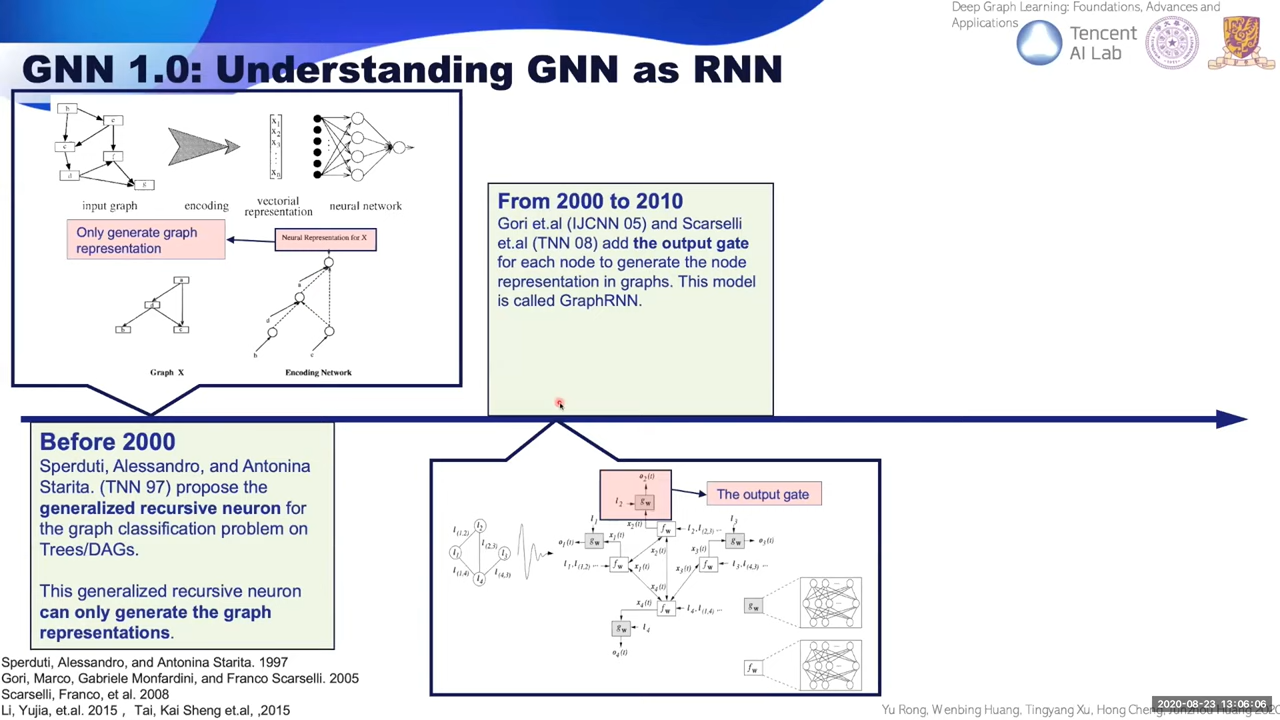 Deep Graph Learning: Foundations, Advances and
Applications
Tencent
AI Lab
GNN 1.0: Understanding GNN as RNN
input graph
encoding
vectorial
representation
neural network
Only generate graph
representation
Neural Representation for X
Graph X
Encoding Network
From 2000 to 2010
Gori et.al (IJCNN 05) and Scarselli
et.al (TNN 08) add the output gate
for each node to generate the node
representation in graphs. This model
is called GraphRNN.
Before 2000
Sperduti, Alessandro, and Antonina
Starita. (TNN 97) propose the
generalized recursive neuron for
the graph classification problem on
Trees/DAGs.
This generalized recursive neuron
can only generate the graph
representations.
The output gate
Sperduti, Alessandro, and Antonina Starita. 1997
Gori, Marco, Gabriele Monfardini, and Franco Scarselli. 2005
Scarselli, Franco, et al. 2008
Li, Yujia, et.al. 2015 , Tai, Kai Sheng et.al, ,2015
2020-08-23 13:06:06
Yu Rong, Wenbing Huang, Tingyang Xu, Hong Cheng, Junzhou Huang 2020